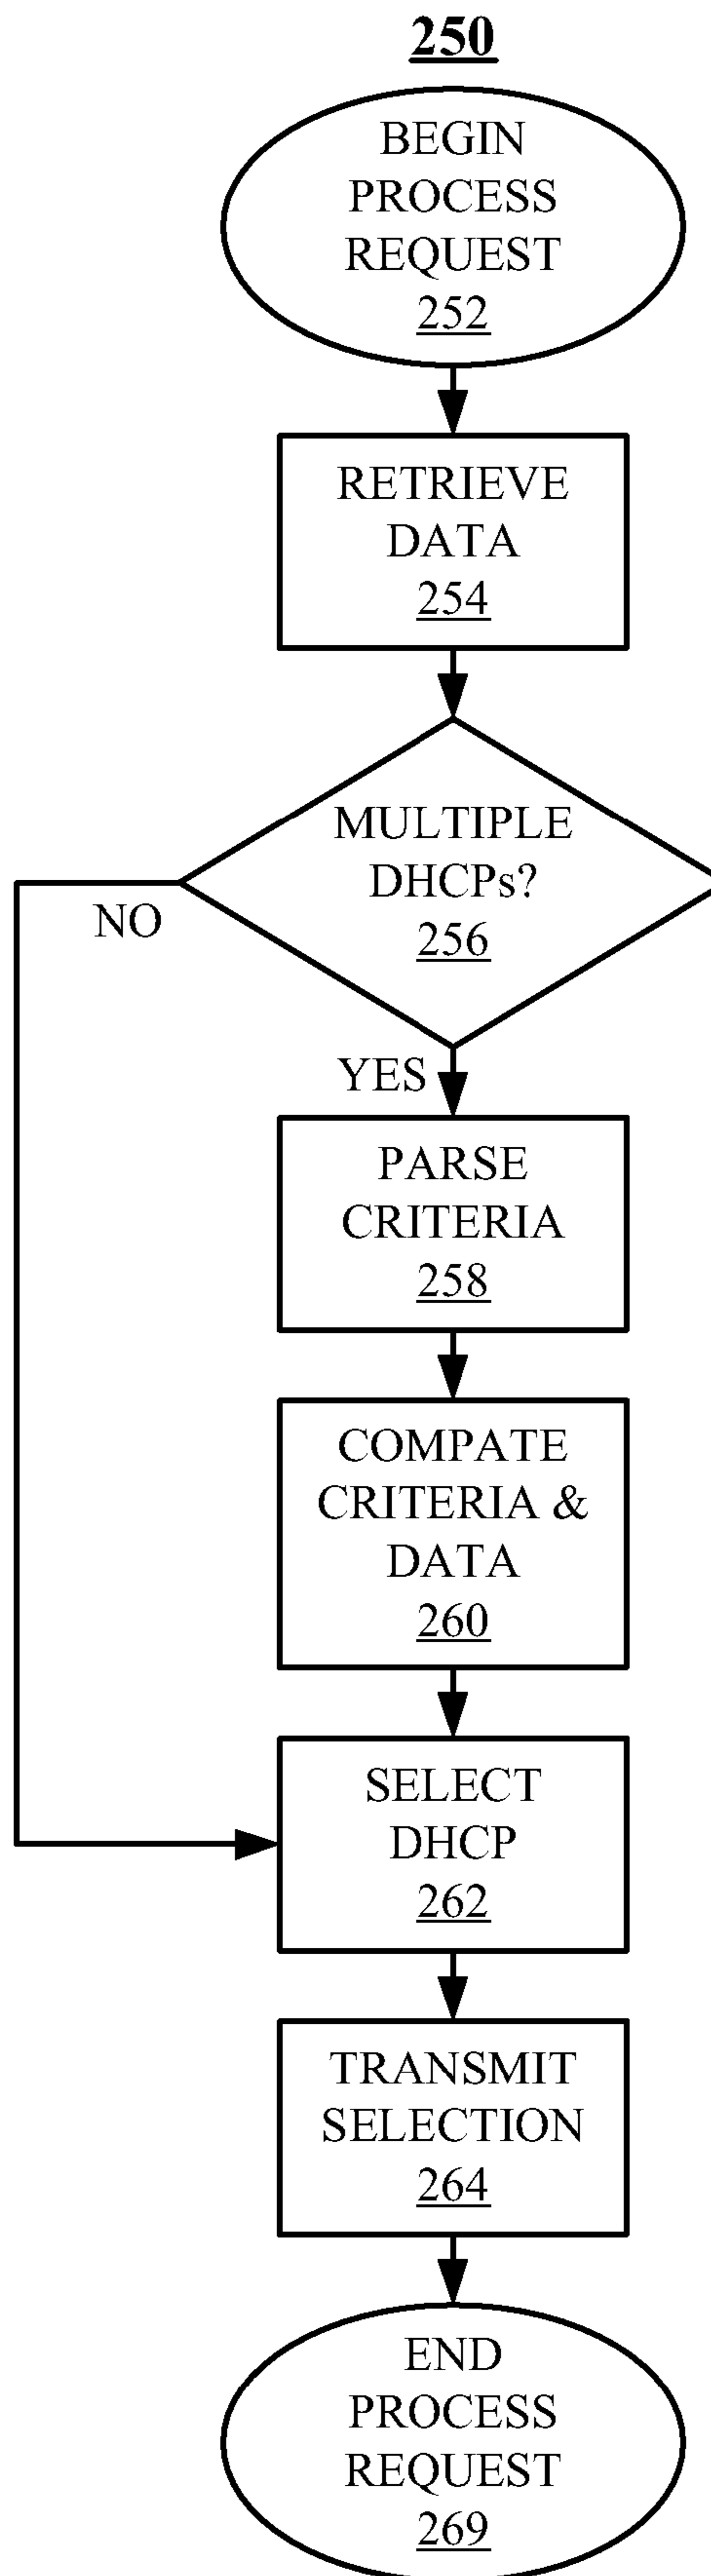 250
BEGIN
PROCESS
REQUEST
252
RETRIEVE
DATA
254
MULTIPLE
DHCPs?
256
NO
YES
PARSE
CRITERIA
258
COMPATE
CRITERIA &
DATA
260
SELECT
DHCP
262
TRANSMIT
SELECTION
264
END
PROCESS
REQUEST
269